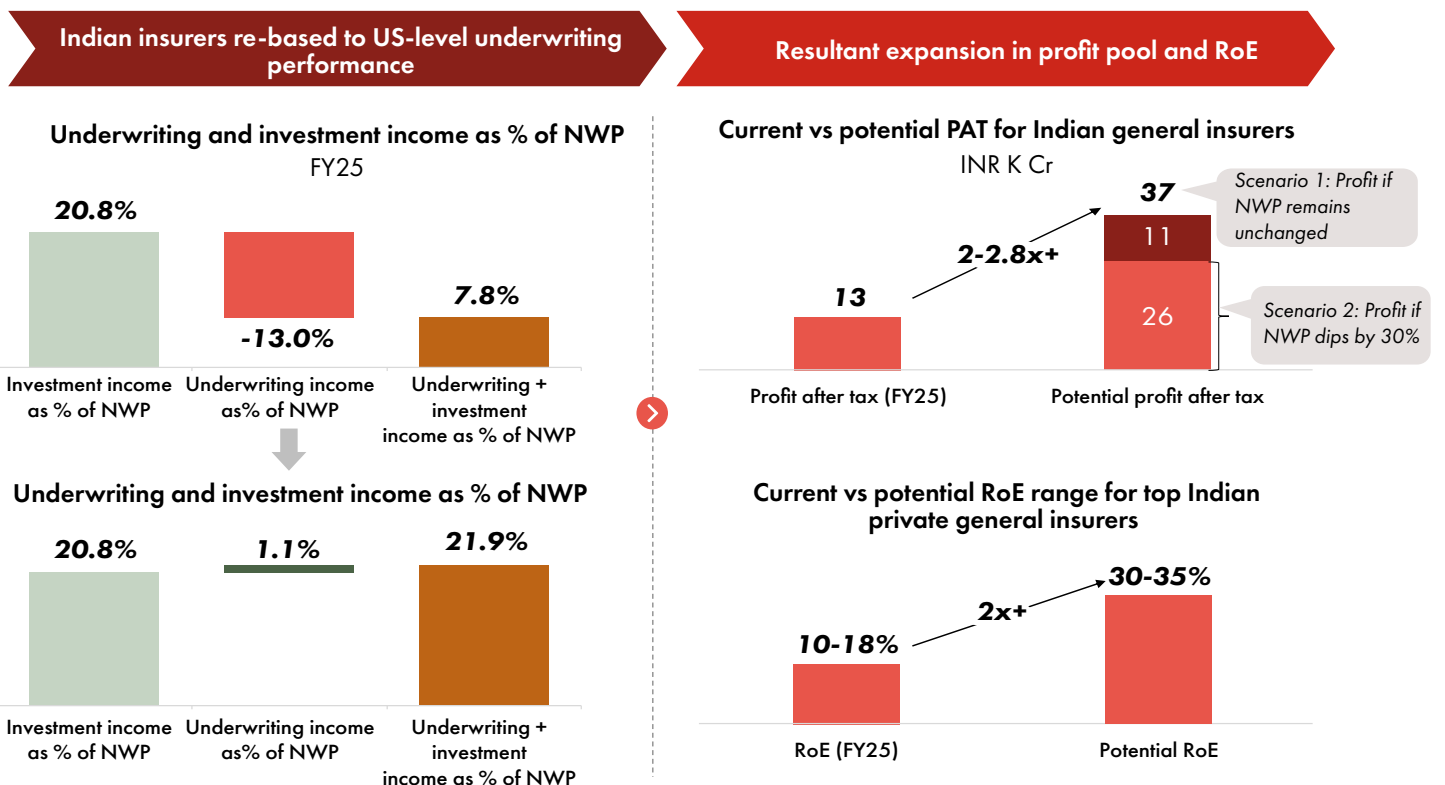 Indian insurers re-based to US-level underwriting
performance
Resultant expansion in profit pool and RoE
Underwriting and investment income as % of NWP
FY25
20.8%
-13.0%
7.8%
Investment income
as % of NWP
Underwriting income
as% of NWP
Underwriting +
investment
income as % of NWP
Underwriting and investment income as % of NWP
20.8%
1.1%
21.9%
Investment income
as % of NWP
Underwriting income
as% of NWP
Underwriting +
investment
income as % of NWP
Current vs potential PAT for Indian general insurers
INR K Cr
13
2-2.8x+
37
11
26
Scenario 1: Profit if
NWP remains
unchanged
Scenario 2: Profit if
NWP dips by 30%
Profit after tax (FY25)
Potential profit after tax
Current vs potential RoE range for top Indian
private general insurers
10-18%
2x+
30-35%
RoE (FY25)
Potential RoE